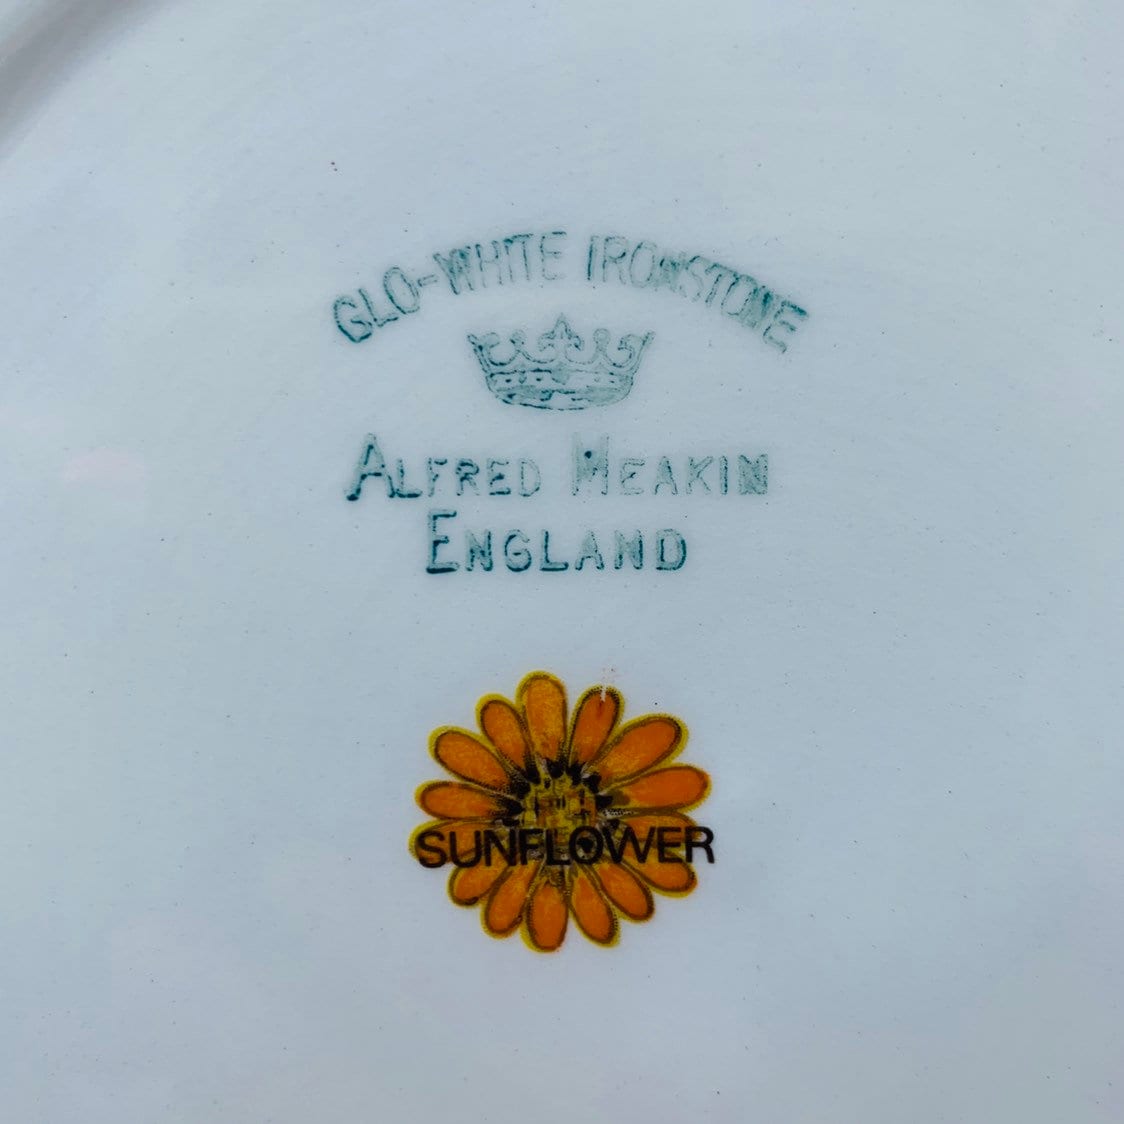 GLO-WHITE IRONSTONE
ALFRED MEAKIN
ENGLAND
SUNFLOWER